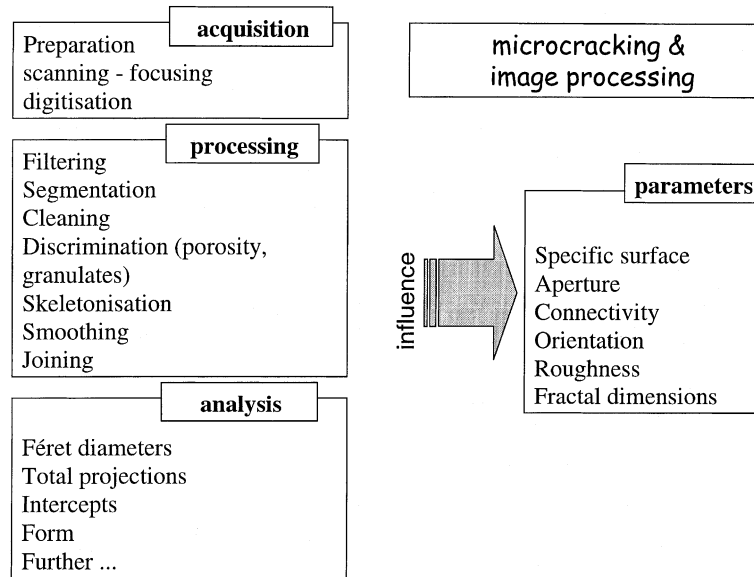 acquisition
Preparation
scanning - focusing
digitisation
microcracking &
image processing
processing
Filtering
Segmentation
Cleaning
Discrimination (porosity,
granulates)
Skeletonisation
Smoothing
Joining
influence
parameters
Specific surface
Aperture
Connectivity
Orientation
Roughness
Fractal dimensions
analysis
Féret diameters
Total projections
Intercepts
Form
Further ...